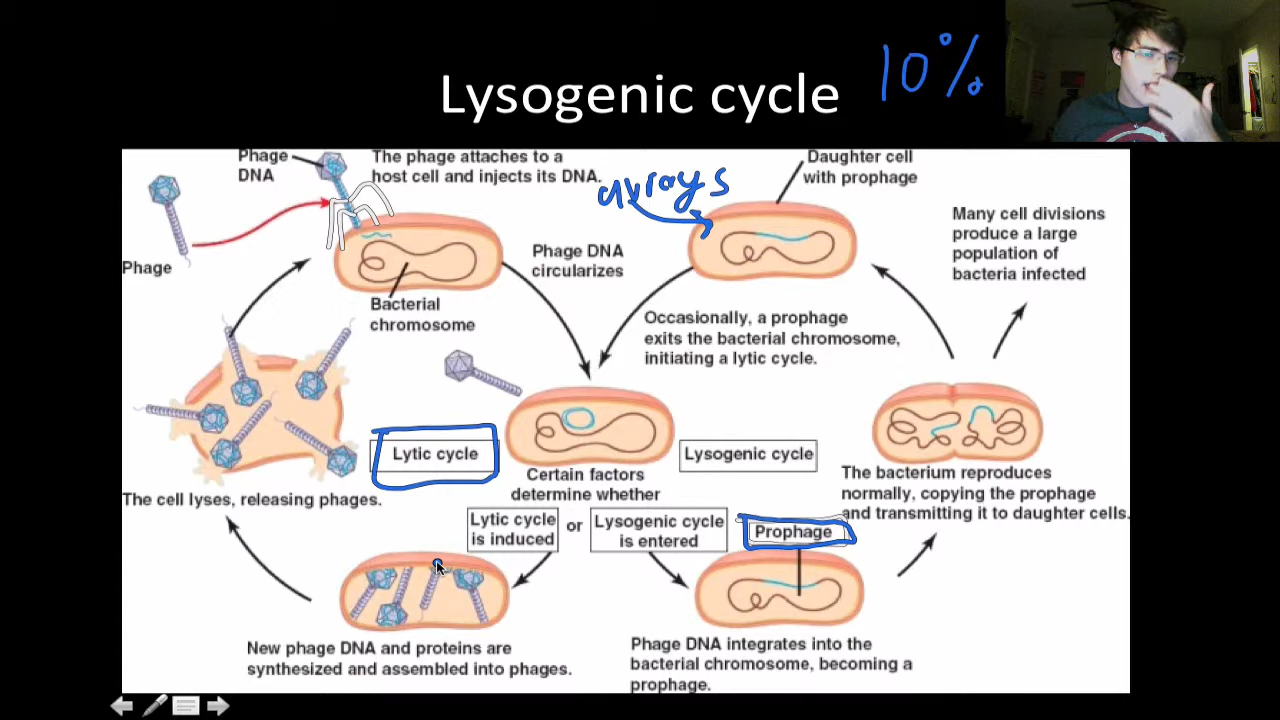 Lysogenic cycle
10%
Phage
DNA
The phage attaches to a
host cell and injects its DNA.
Daughter cell
with prophage
Many cell divisions
produce a large
population of
bacteria infected
Phage
Phage DNA
circularizes
Bacterial
chromosome
Occasionally, a prophage
exits the bacterial chromosome,
initiating a lytic cycle.
Lytic cycle
Lysogenic cycle
Certain factors
determine whether
The cell lyses, releasing phages.
The bacterium reproduces
normally, copying the prophage
and transmitting it to daughter cells.
Lytic cycle
is induced
or
Lysogenic cycle
is entered
Prophage
New phage DNA and proteins are
synthesized and assembled into phages.
Phage DNA integrates into the
bacterial chromosome, becoming a
prophage.